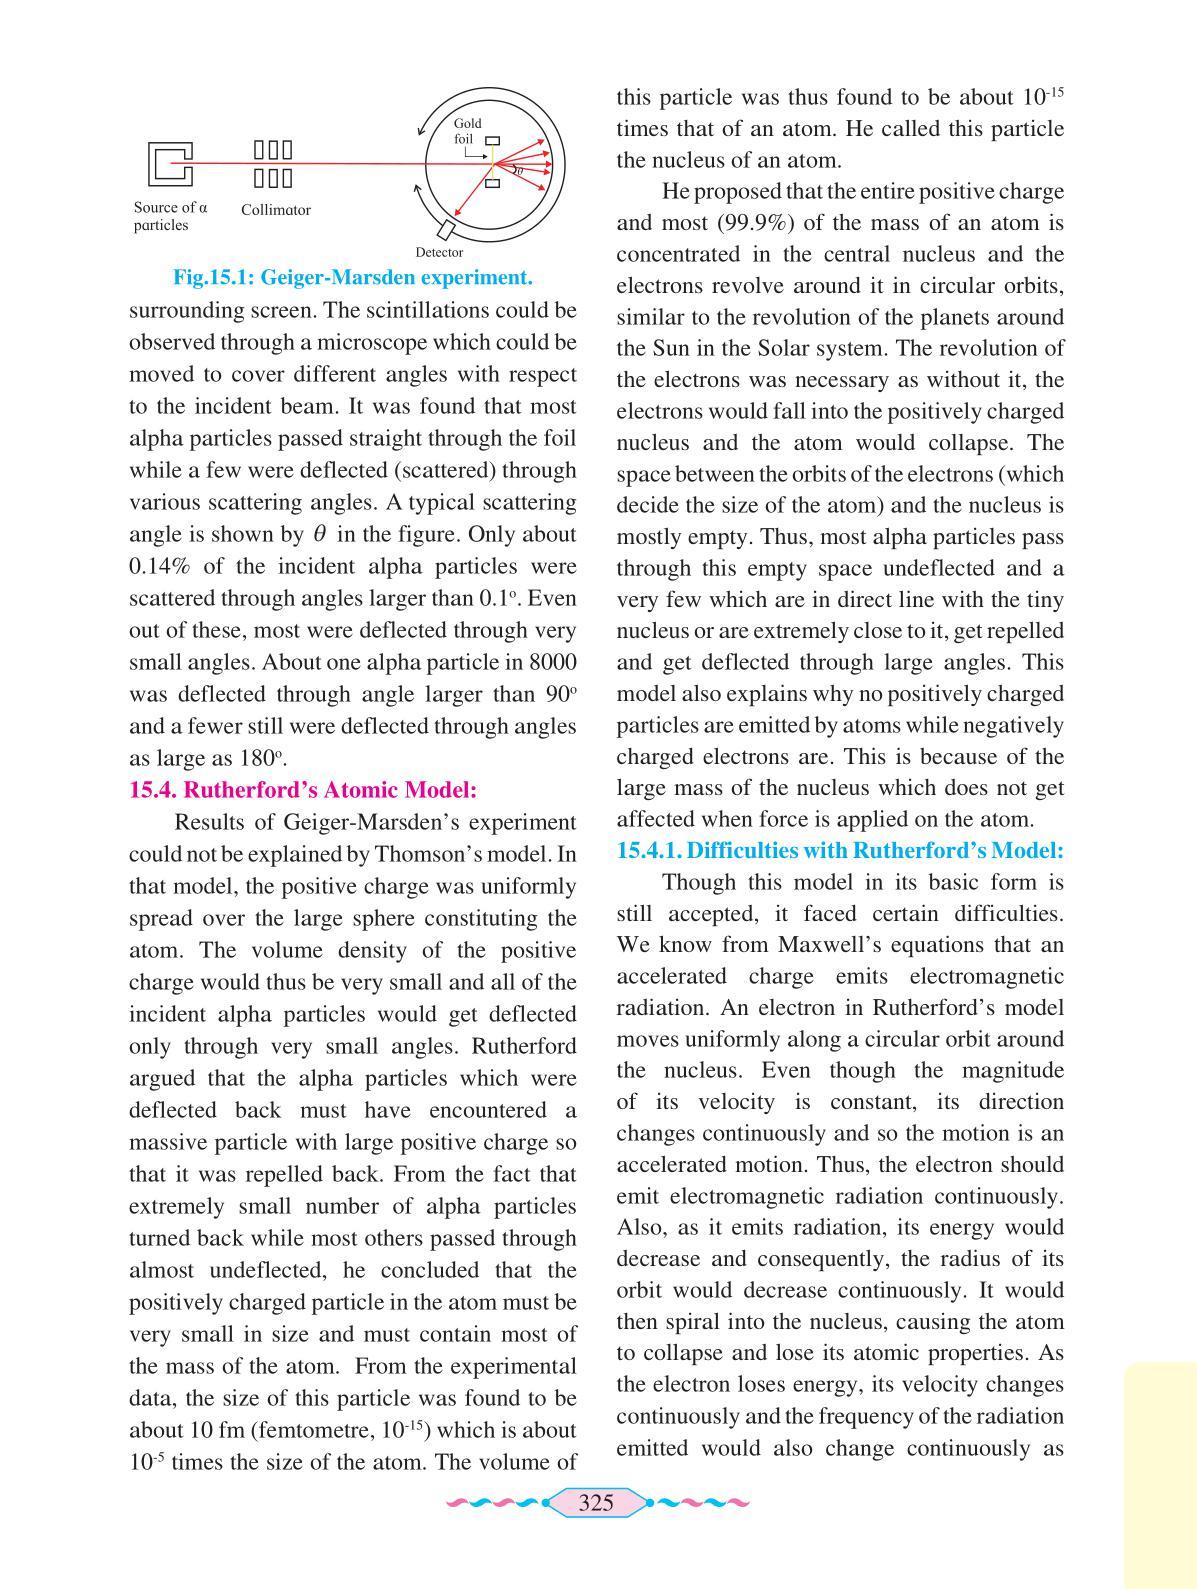 Gold
foil
θ
Source of α
particles
Collimator
Detector
Fig.15.1: Geiger-Marsden experiment.
surrounding screen. The scintillations could be
observed through a microscope which could be
moved to cover different angles with respect
to the incident beam. It was found that most
alpha particles passed straight through the foil
while a few were deflected (scattered) through
various scattering angles. A typical scattering
angle is shown by θ in the figure. Only about
0.14% of the incident alpha particles were
scattered through angles larger than 0.1º. Even
out of these, most were deflected through very
small angles. About one alpha particle in 8000
was deflected through angle larger than 90º
and a fewer still were deflected through angles
as large as 180º.
15.4. Rutherford’s Atomic Model:
Results of Geiger-Marsden’s experiment
could not be explained by Thomson’s model. In
that model, the positive charge was uniformly
spread over the large sphere constituting the
atom. The volume density of the positive
charge would thus be very small and all of the
incident alpha particles would get deflected
only through very small angles. Rutherford
argued that the alpha particles which were
deflected back must have encountered a
massive particle with large positive charge so
that it was repelled back. From the fact that
extremely small number of alpha particles
turned back while most others passed through
almost undeflected, he concluded that the
positively charged particle in the atom must be
very small in size and must contain most of
the mass of the atom. From the experimental
data, the size of this particle was found to be
about 10 fm (femtometre, 10⁻¹⁵) which is about
10⁻⁵ times the size of the atom. The volume of
this particle was thus found to be about 10⁻¹⁵
times that of an atom. He called this particle
the nucleus of an atom.
He proposed that the entire positive charge
and most (99.9%) of the mass of an atom is
concentrated in the central nucleus and the
electrons revolve around it in circular orbits,
similar to the revolution of the planets around
the Sun in the Solar system. The revolution of
the electrons was necessary as without it, the
electrons would fall into the positively charged
nucleus and the atom would collapse. The
space between the orbits of the electrons (which
decide the size of the atom) and the nucleus is
mostly empty. Thus, most alpha particles pass
through this empty space undeflected and a
very few which are in direct line with the tiny
nucleus or are extremely close to it, get repelled
and get deflected through large angles. This
model also explains why no positively charged
particles are emitted by atoms while negatively
charged electrons are. This is because of the
large mass of the nucleus which does not get
affected when force is applied on the atom.
15.4.1. Difficulties with Rutherford’s Model:
Though this model in its basic form is
still accepted, it faced certain difficulties.
We know from Maxwell’s equations that an
accelerated charge emits electromagnetic
radiation. An electron in Rutherford’s model
moves uniformly along a circular orbit around
the nucleus. Even though the magnitude
of its velocity is constant, its direction
changes continuously and so the motion is an
accelerated motion. Thus, the electron should
emit electromagnetic radiation continuously.
Also, as it emits radiation, its energy would
decrease and consequently, the radius of its
orbit would decrease continuously. It would
then spiral into the nucleus, causing the atom
to collapse and lose its atomic properties. As
the electron loses energy, its velocity changes
continuously and the frequency of the radiation
emitted would also change continuously as
325